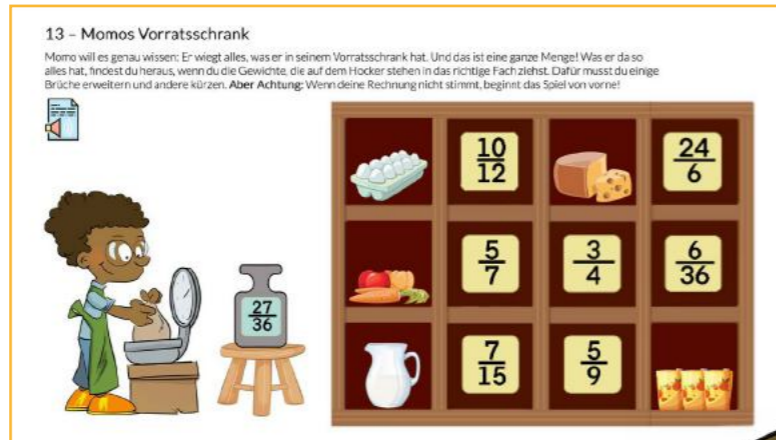 13 – Momos Vorratsschrank
Momo will es genau wissen: Er wiegt alles, was er in seinem Vorratsschrank hat. Und das ist eine ganze Menge! Was er da so
alles hat, findest du heraus, wenn du die Gewichte, die auf dem Hocker stehen in das richtige Fach ziehst. Dafür musst du einige
Brüche erweitern und andere kürzen. Aber Achtung: Wenn deine Rechnung nicht stimmt, beginnt das Spiel von vorne!
10/12 24/6
5/7 3/4 6/36
27/36
7/15 5/9